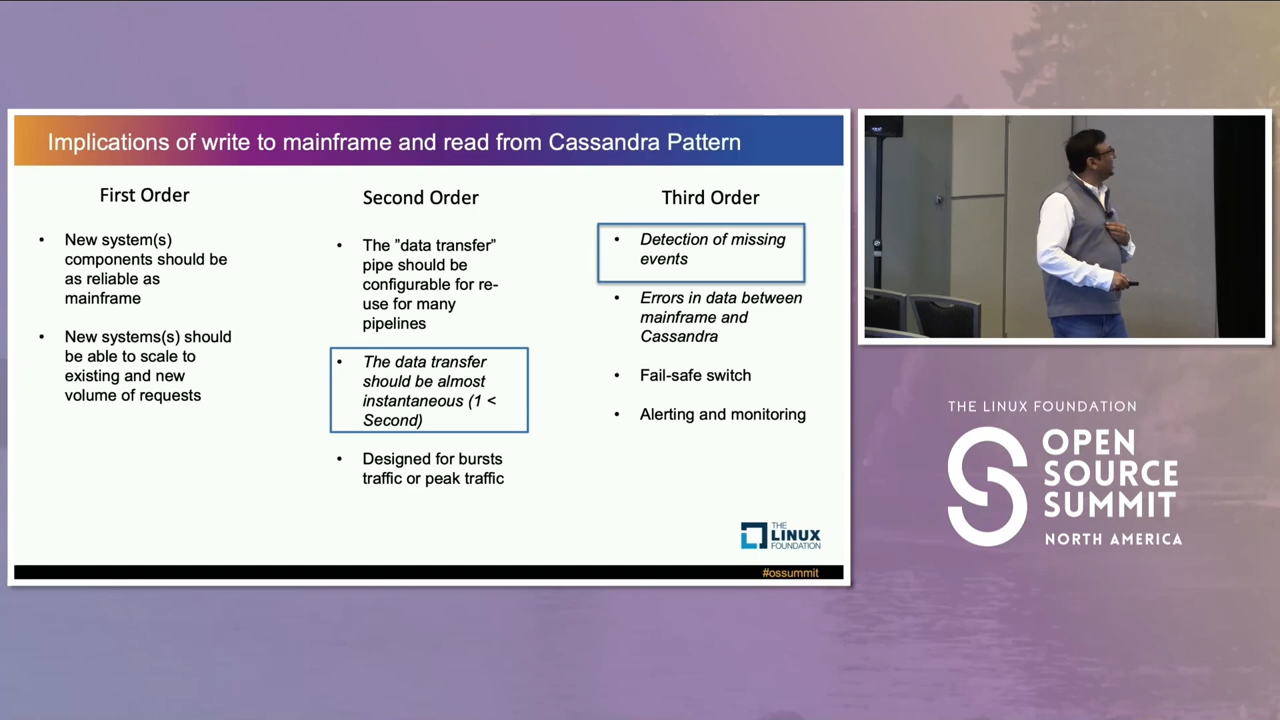 Implications of write to mainframe and read from Cassandra Pattern
First Order
• New system(s)
components should be
as reliable as
mainframe
• New systems(s) should
be able to scale to
existing and new
volume of requests
Second Order
• The ”data transfer”
pipe should be
configurable for re-
use for many
pipelines
• The data transfer
should be almost
instantaneous (1 <
Second)
• Designed for bursts
traffic or peak traffic
Third Order
• Detection of missing
events
• Errors in data between
mainframe and
Cassandra
• Fail-safe switch
• Alerting and monitoring
THE
LINUX
FOUNDATION
#ossummit
THE LINUX FOUNDATION
OPEN
SOURCE
SUMMIT
NORTH AMERICA